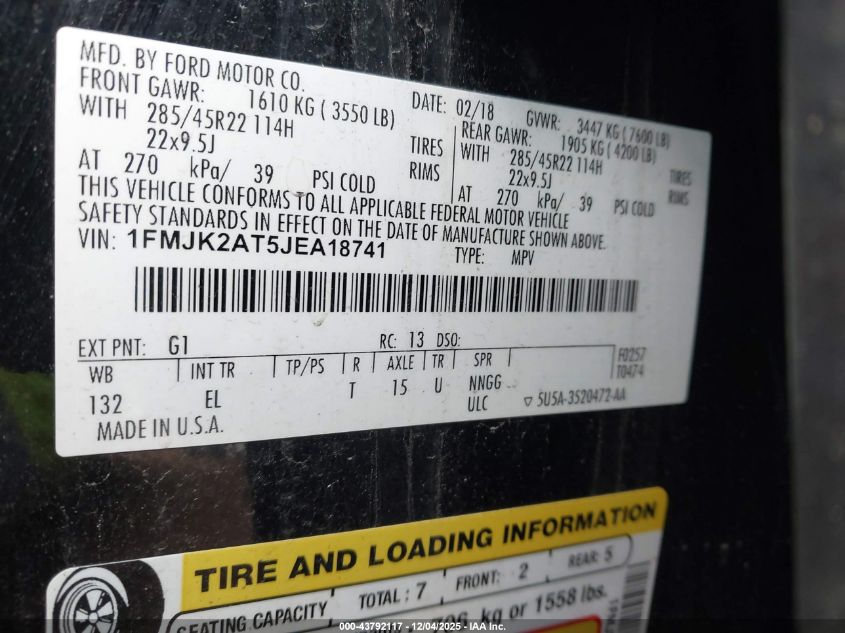 MFD. BY FORD MOTOR CO.
DATE: 02/18 GVWR: 3447 KG ( 7600 LB)
FRONT GAWR: 1610 KG ( 3550 LB) REAR GAWR: 1905 KG ( 4200 LB)
WITH 285/45R22 114H TIRES WITH 285/45R22 114H TIRES
22x9.5J RIMS 22x9.5J RIMS
AT 270 kPa/ 39 PSI COLD AT 270 kPa/ 39 PSI COLD
THIS VEHICLE CONFORMS TO ALL APPLICABLE FEDERAL MOTOR VEHICLE
SAFETY STANDARDS IN EFFECT ON THE DATE OF MANUFACTURE SHOWN ABOVE.
VIN: 1FMJK2AT5JEA18741 TYPE: MPV
EXT PNT: G1 RC: 13 DSO: F0257
WB INT TR TP/PS R AXLE TR SPR T0474
132 EL T 15 U NNGG
ULC 5U5A-3520472-AA
MADE IN U.S.A.
TIRE AND LOADING INFORMATION
SEATING CAPACITY TOTAL : 7 FRONT: 2 REAR: 5
kg or 1558 lbs.
000-43792117 - 12/04/2025 - IAA Inc.